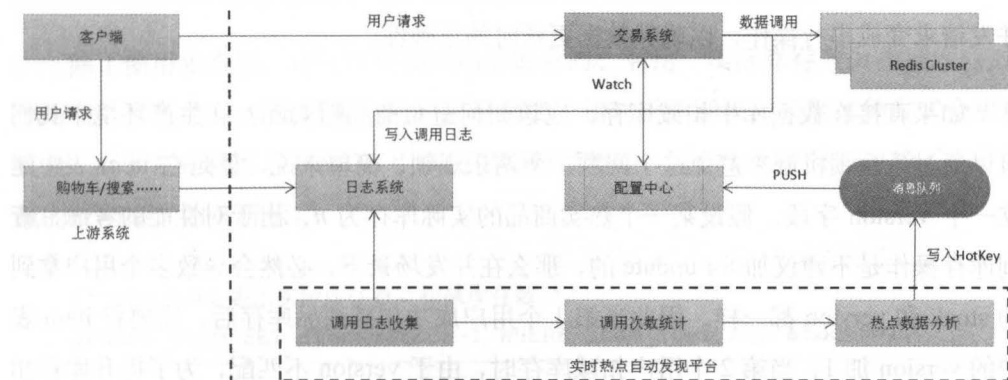 用户请求
数据调用
客户端
交易系统
Redis Cluster
Watch
用户请求
写入调用日志
购物车/搜索……
日志系统
配置中心
PUSH
消息队列
上游系统
写入HotKey
调用日志收集
调用次数统计
热点数据分析
实时热点自动发现平台